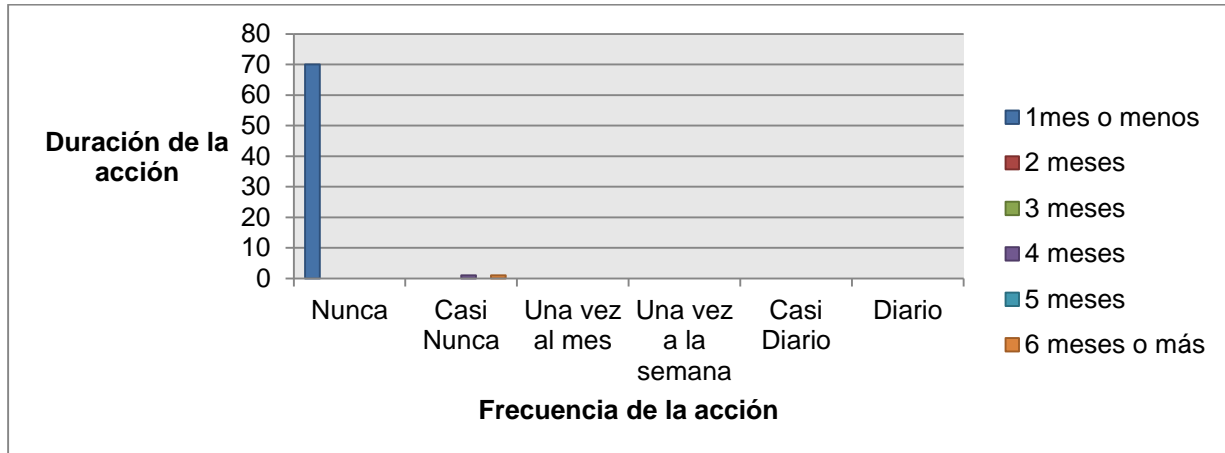 80
70
60
50
40
30
20
10
0
Duración de la
acción
Nunca
Casi
Nunca
Una vez
al mes
Una vez
a la
semana
Casi
Diario
Diario
Frecuencia de la acción
1mes o menos
2 meses
3 meses
4 meses
5 meses
6 meses o más